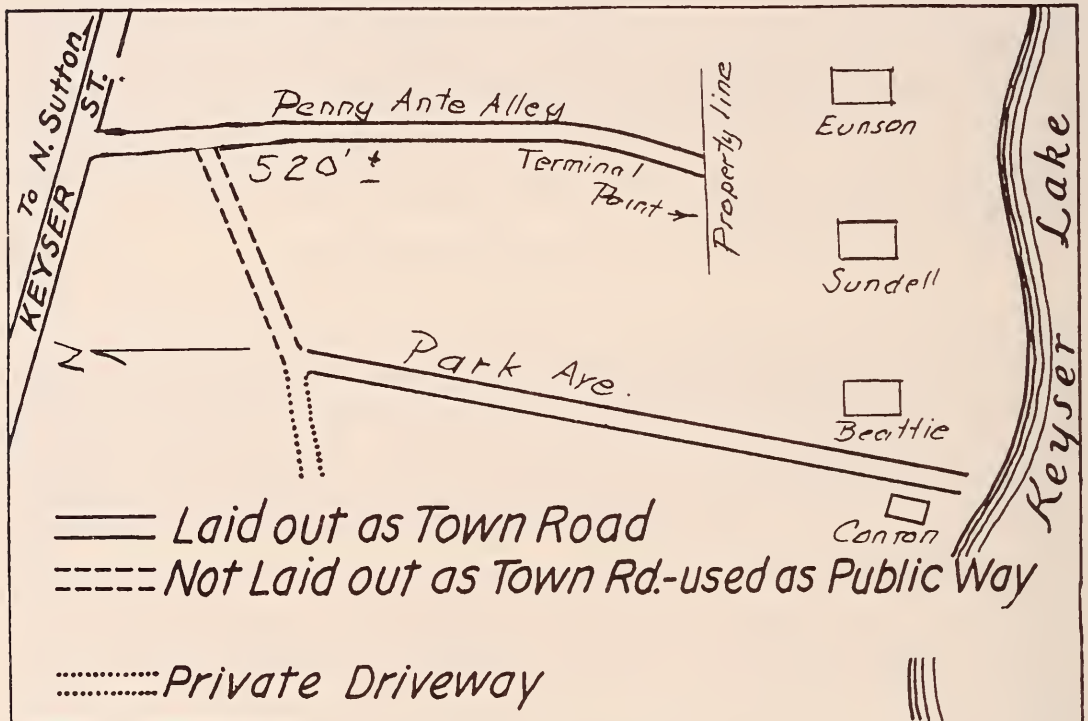 To N. Sutton
KEYSER ST.
Penny Ante Alley
520' ±
Terminal
Point
Property line
Eunson
Sundell
Keyser Lake
N
Park Ave.
Beattie
Canton
Laid out as Town Road
Not Laid out as Town Rd.-used as Public Way
Private Driveway